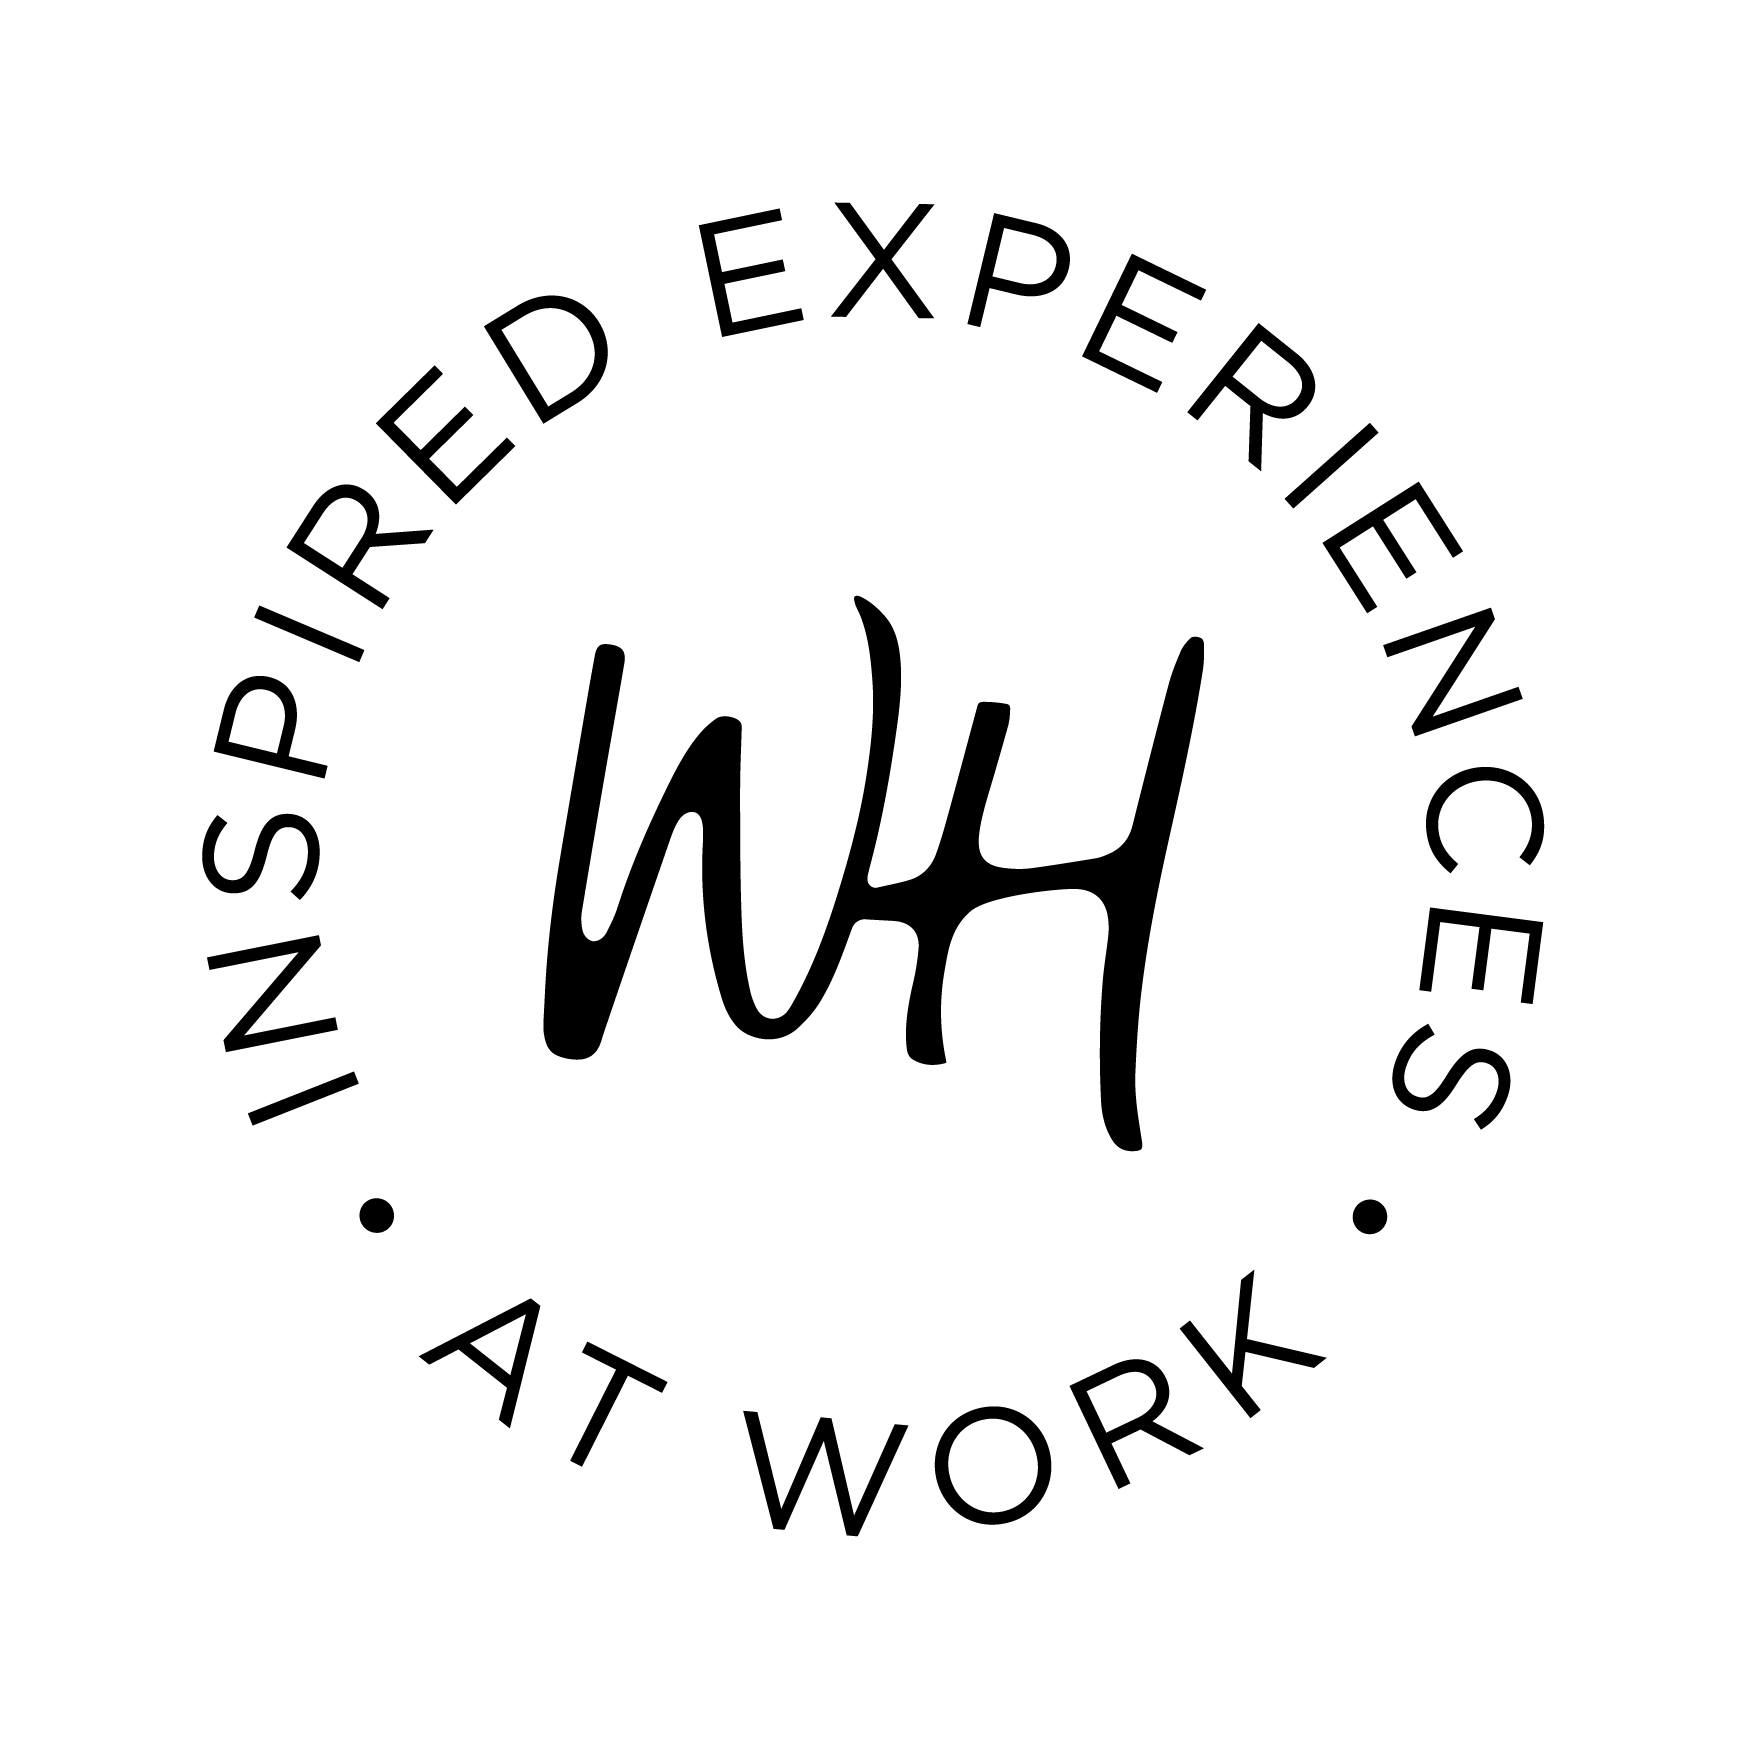 INSPIRED EXPERIENCES
WH
• AT WORK •